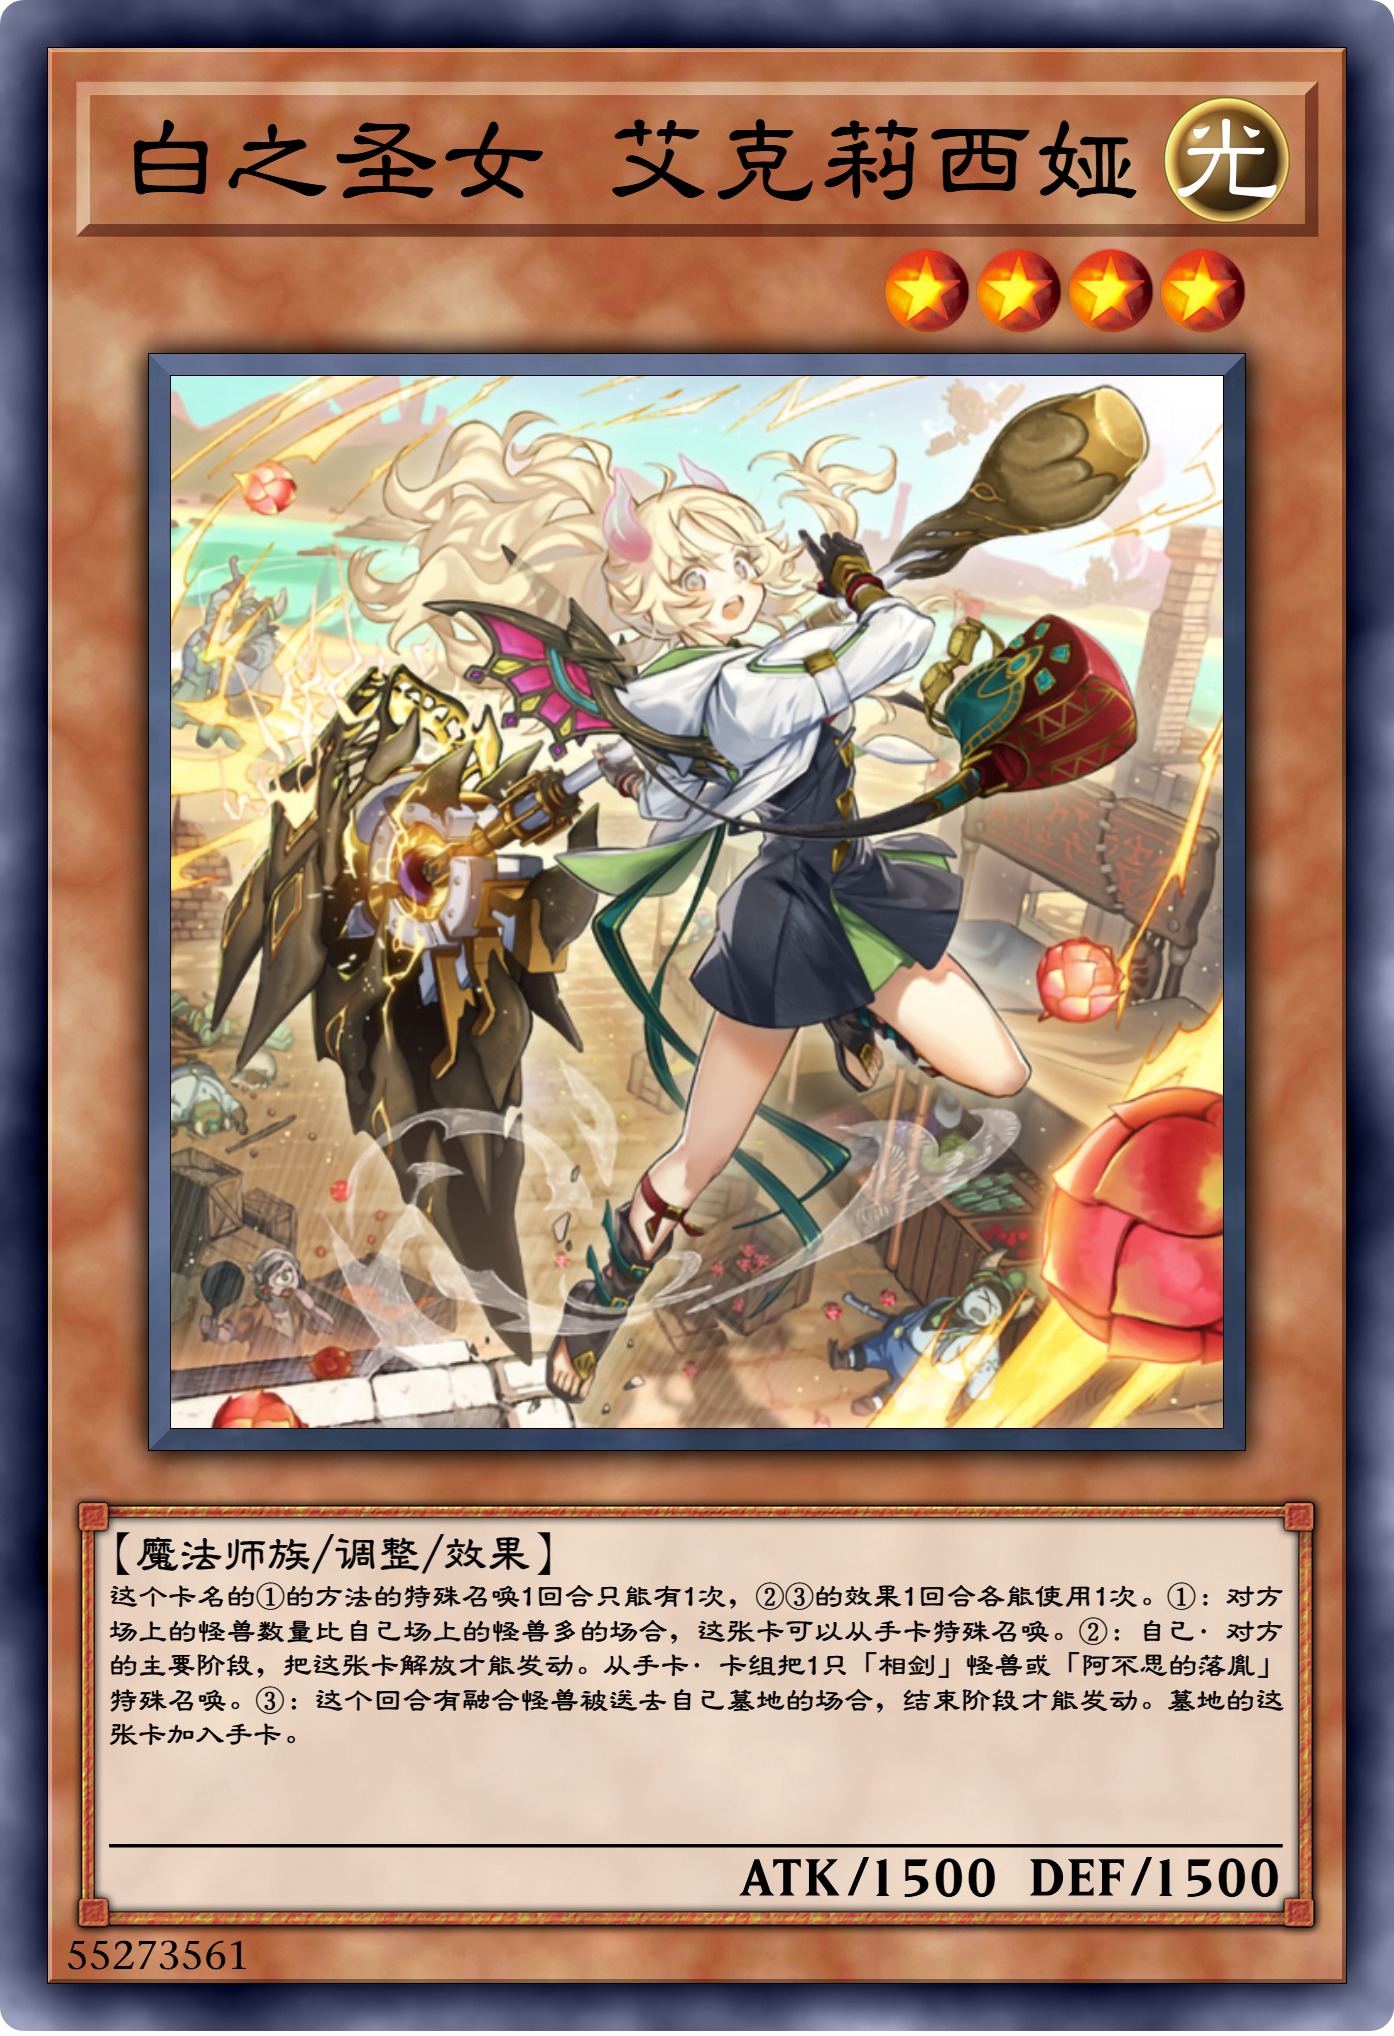 白之圣女 艾克莉西娅 光
【魔法师族/调整/效果】
这个卡名的①的方法的特殊召唤1回合只能有1次，②③的效果1回合各能使用1次。①：对方
场上的怪兽数量比自己场上的怪兽多的场合，这张卡可以从手卡特殊召唤。②：自己·对方
的主要阶段，把这张卡解放才能发动。从手卡·卡组把1只「相剑」怪兽或「阿不思的落胤」
特殊召唤。③：这个回合有融合怪兽被送去自己墓地的场合，结束阶段才能发动。墓地的这
张卡加入手卡。
ATK/1500 DEF/1500
55273561